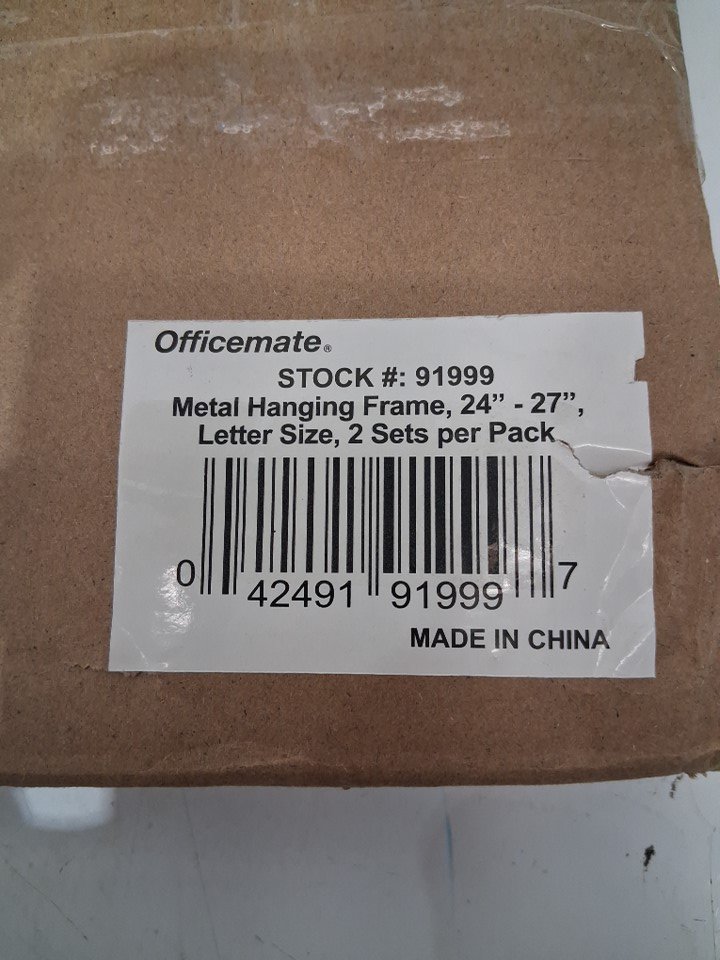 Officemate®
STOCK #: 91999
Metal Hanging Frame, 24” - 27”,
Letter Size, 2 Sets per Pack
0 42491 91999 7
MADE IN CHINA